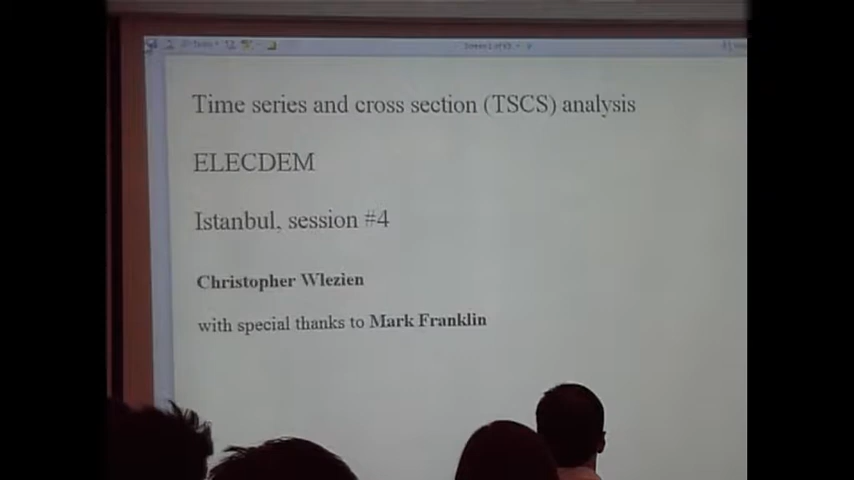 Time series and cross section (TSCS) analysis
ELECDEM
Istanbul, session #4
Christopher Wlezien
with special thanks to Mark Franklin